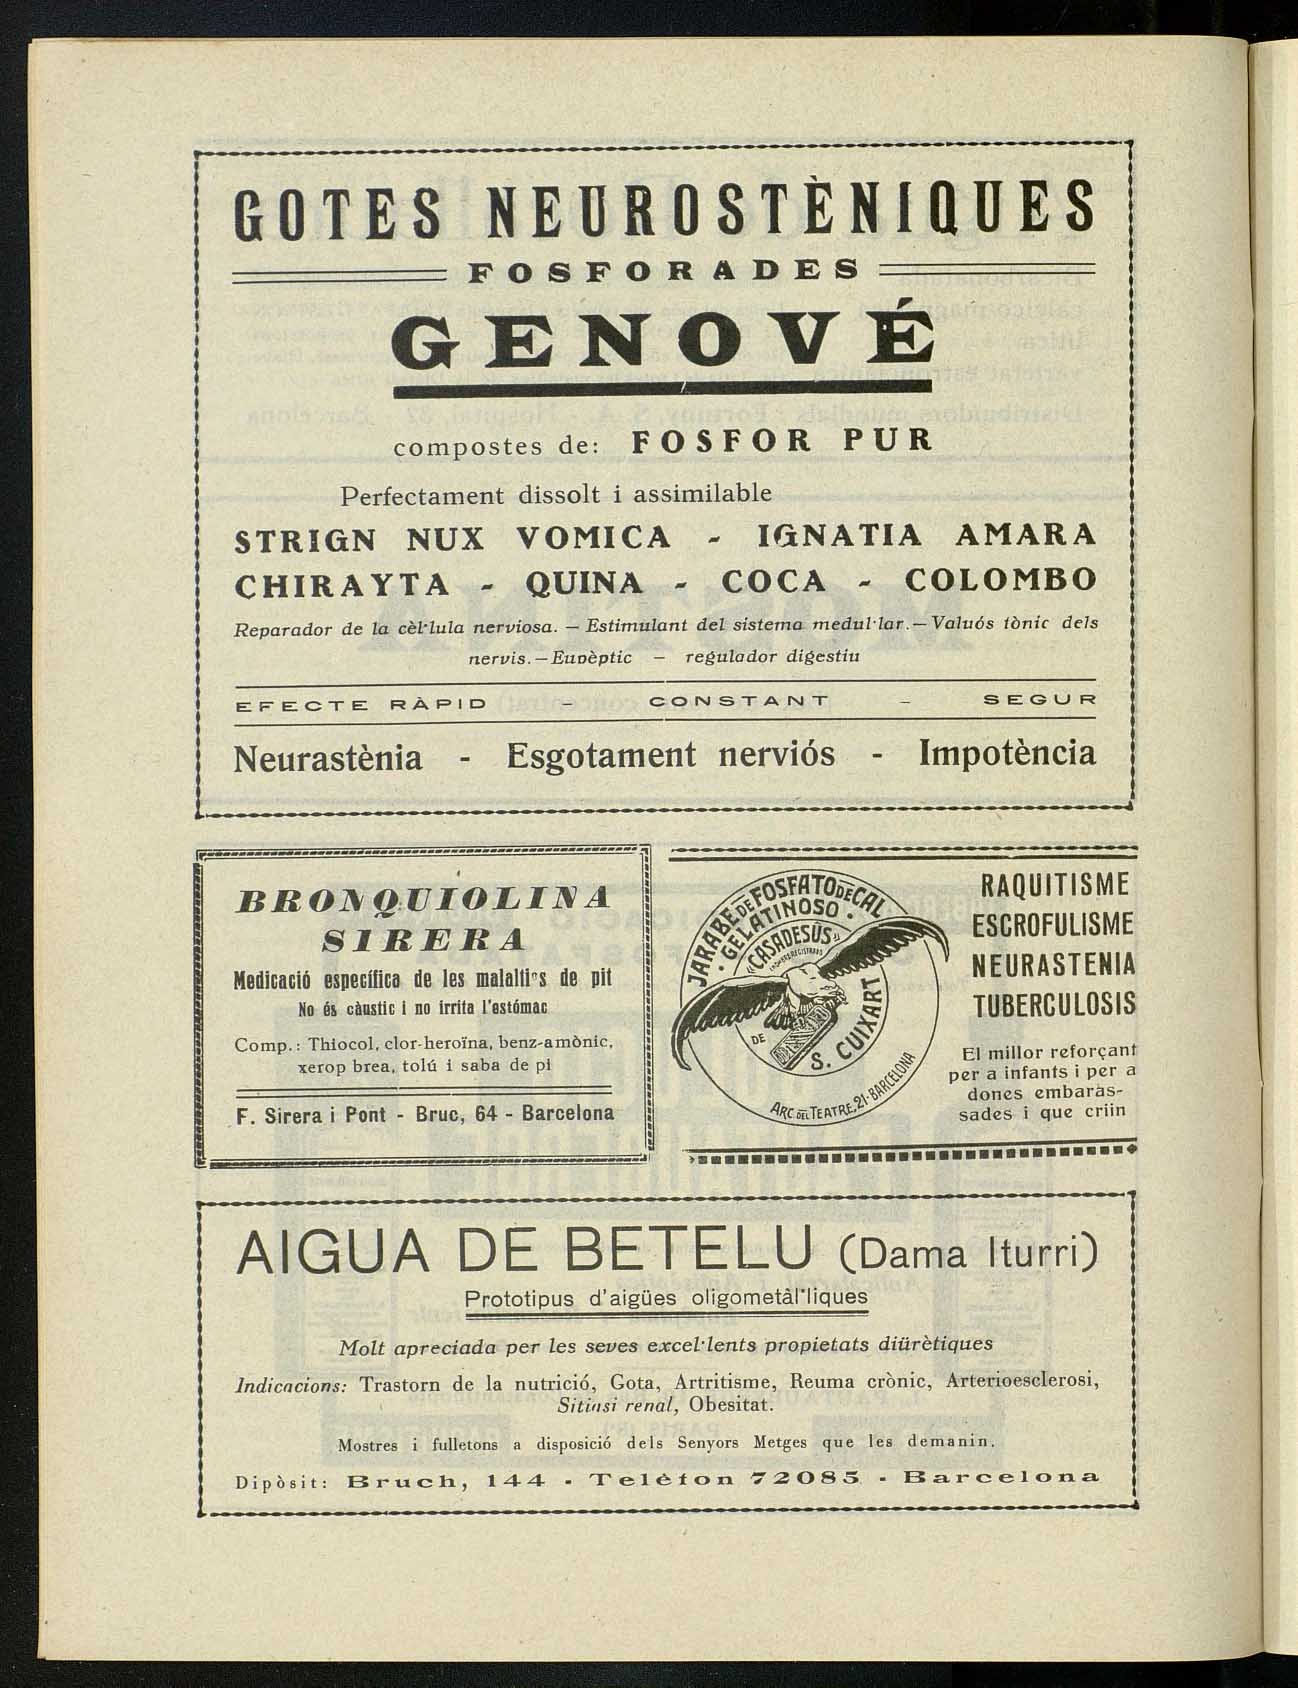 GOTES NEUROSTÈNIQUES
FOSFORADES
GENOVÉ
compostes de: FOSFOR PUR
Perfectament dissolt i assimilable
STRIGN NUX VOMICA - IGNATIA AMARA
CHIRAYTA - QUINA - COCA - COLOMBO
Reparador de la cèl·lula nerviosa. — Estimulant del sistema medul·lar. — Valuós tònic dels
nervis. — Eupèptic — regulador digestiu
EFECTE RÀPID - CONSTANT - SEGUR
Neurastènia - Esgotament nerviós - Impotència
BRONQUIOLINA
SIRERA
Medicació específica de les malalties de pit
No és càustic i no irrita l'estómac
Comp.: Thiocol, clor-heroïna, benz-amònic,
xerop brea, tolú i saba de pi
F. Sirera i Pont - Bruc, 64 - Barcelona
JARABE DE FOSFATO DE CAL
GELATINOSO
"CASADESÚS"
DE
S. CUIXART
ARC DEL TEATRE, 21-BARCELONA
RAQUITISME
ESCROFULISME
NEURASTENIA
TUBERCULOSIS
El millor reforçant
per a infants i per a
dones embaras-
sades i que criin
AIGUA DE BETELU (Dama Iturri)
Prototipus d'aigües oligometàl·liques
Molt apreciada per les seves excel·lents propietats diürètiques
Indicacions: Trastorn de la nutrició, Gota, Artritisme, Reuma crònic, Arterioesclerosi,
Sitiasi renal, Obesitat.
Mostres i fulletons a disposició dels Senyors Metges que les demanin.
Dipòsit: Bruch, 144 - Telèfon 72085 - Barcelona